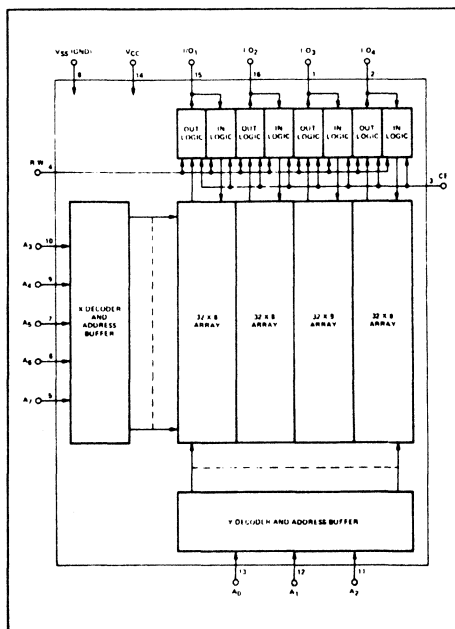 VSS (GND)
VCC
I/O1
I/O2
I/O3
I/O4
8
14
15
16
1
2
OUT LOGIC
IN LOGIC
OUT LOGIC
IN LOGIC
OUT LOGIC
IN LOGIC
OUT LOGIC
IN LOGIC
R/W
4
3
CE
A3
10
A4
9
A5
7
A6
6
A7
5
X DECODER
AND
ADDRESS
BUFFER
32 X 8
ARRAY
32 X 8
ARRAY
32 X 8
ARRAY
32 X 8
ARRAY
Y DECODER AND ADDRESS BUFFER
13
12
11
A0
A1
A2